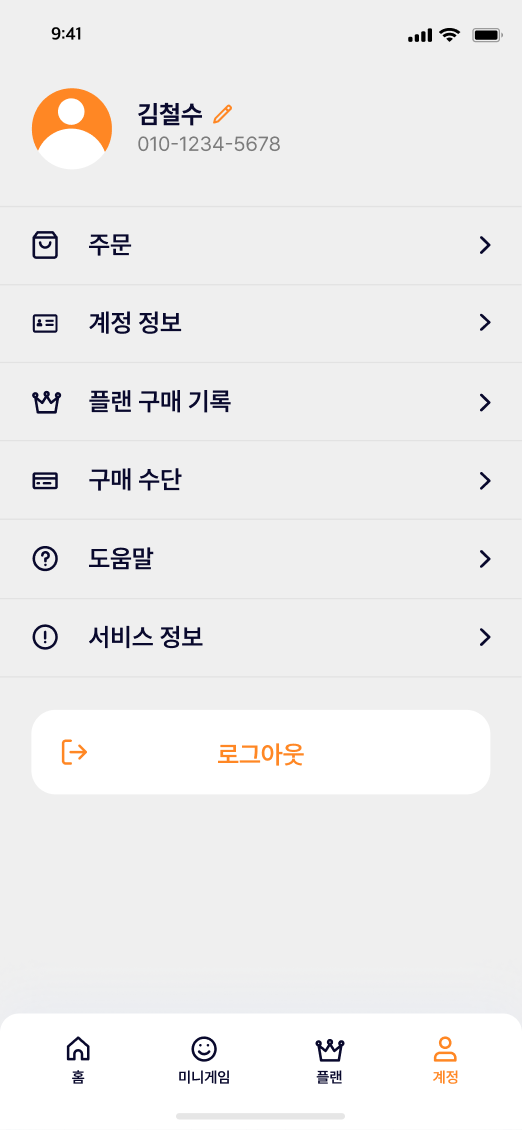 9:41
김철수
010-1234-5678
주문
계정 정보
플랜 구매 기록
구매 수단
도움말
서비스 정보
로그아웃
홈
미니게임
플랜
계정